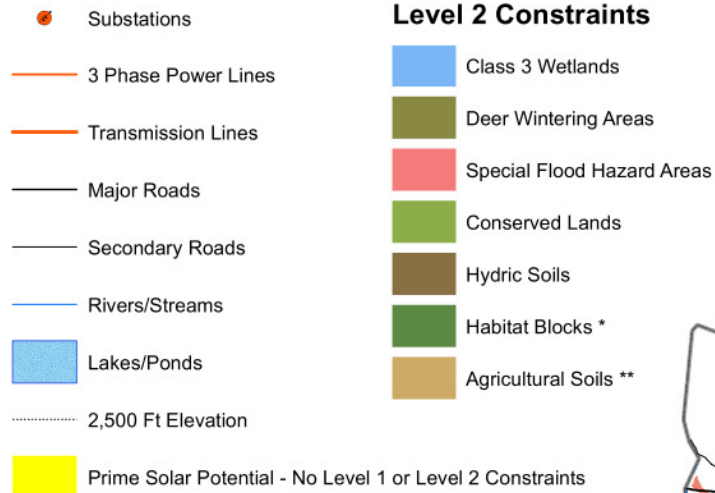 Substations
3 Phase Power Lines
Transmission Lines
Major Roads
Secondary Roads
Rivers/Streams
Lakes/Ponds
2,500 Ft Elevation
Prime Solar Potential - No Level 1 or Level 2 Constraints
Level 2 Constraints
Class 3 Wetlands
Deer Wintering Areas
Special Flood Hazard Areas
Conserved Lands
Hydric Soils
Habitat Blocks *
Agricultural Soils **